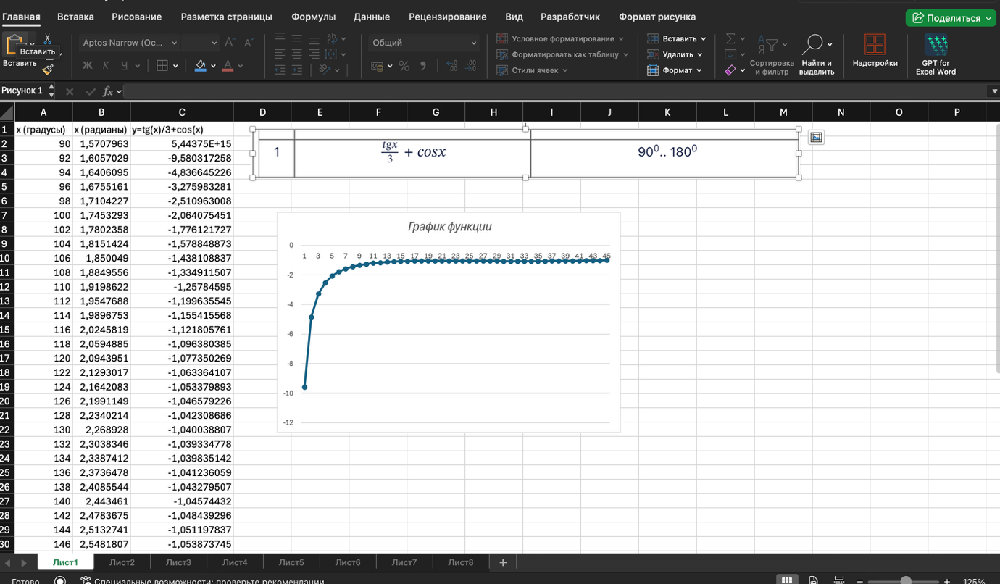 Главная Вставка Рисование Разметка страницы Формулы Данные Рецензирование Вид Разработчик Формат рисунка Поделиться
Вставить
Вставить
Aptos Narrow (Ос...
Ж К Ч
Общий
% 000
Условное форматирование
Форматировать как таблицу
Стили ячеек
Вставить
Удалить
Формат
Сортировка и фильтр
Найти и выделить
Надстройки
GPT for Excel Word
Рисунок 1 fx
A B C D E F G H I J K L M N O P
1 x (градусы) x (радианы) y=tg(x)/3+cos(x)
2 90 1,5707963 5,44375E+15
3 92 1,6057029 -9,580317258
4 94 1,6406095 -4,836645226
5 96 1,6755161 -3,275983281
6 98 1,7104227 -2,510963008
7 100 1,7453293 -2,064075451
8 102 1,7802358 -1,776121727
9 104 1,8151424 -1,578848873
10 106 1,850049 -1,438108837
11 108 1,8849556 -1,334911507
12 110 1,9198622 -1,25784595
13 112 1,9547688 -1,199635545
14 114 1,9896753 -1,155415568
15 116 2,0245819 -1,121805761
16 118 2,0594885 -1,096380385
17 120 2,0943951 -1,077350269
18 122 2,1293017 -1,063364107
19 124 2,1642083 -1,053379893
20 126 2,1991149 -1,046579226
21 128 2,2340214 -1,042308686
22 130 2,268928 -1,040038807
23 132 2,3038346 -1,039334778
24 134 2,3387412 -1,039835142
25 136 2,3736478 -1,041236059
26 138 2,4085544 -1,043279507
27 140 2,443461 -1,04574432
28 142 2,4783675 -1,048439296
29 144 2,5132741 -1,051197837
30 146 2,5481807 -1,053873745
1 tgx/3 + cosx 90⁰.. 180⁰
График функции
0
1 3 5 7 9 11 13 15 17 19 21 23 25 27 29 31 33 35 37 39 41 43 45
-2
-4
-6
-8
-10
-12
Лист1 Лист2 Лист3 Лист4 Лист5 Лист6 Лист7 Лист8 +
Готово Специальные возможности: проверьте рекомендации 125%